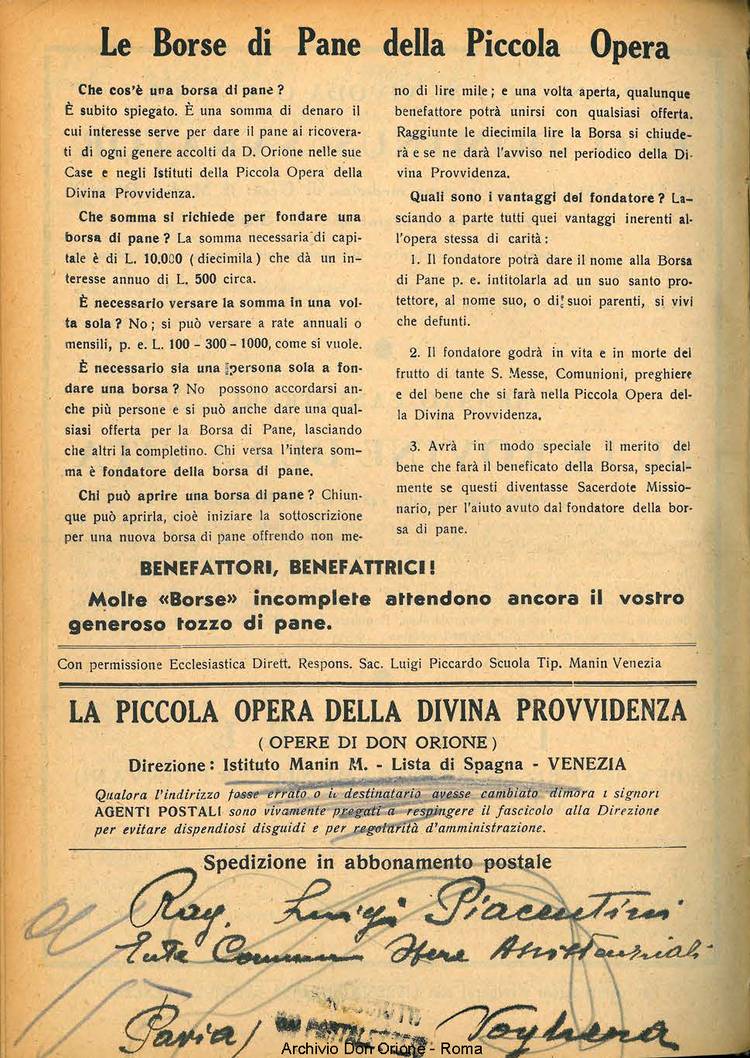 Le Borse di Pane della Piccola Opera
Che cos'è una borsa di pane ?
È subito spiegato. È una somma di denaro il
cui interesse serve per dare il pane ai ricovera-
ti di ogni genere accolti da D. Orione nelle sue
Case e negli Istituti della Piccola Opera della
Divina Provvidenza.
Che somma si richiede per fondare una
borsa di pane ? La somma necessaria di capi-
tale è di L. 10.000 ( diecimila ) che dà un in-
teresse annuo di L. 500 circa.
È necessario versare la somma in una vol-
ta sola ? No ; si può versare a rate annuali o
mensili, p. e. L. 100 - 300 - 1000, come si vuole.
È necessario sia una persona sola a fon-
dare una borsa ? No possono accordarsi an-
che più persone e si può anche dare una qual-
siasi offerta per la Borsa di Pane, lasciando
che altri la completino. Chi versa l'intera som-
ma è fondatore della borsa di pane.
Chi può aprire una borsa di pane ? Chiun-
que può aprirla, cioè iniziare la sottoscrizione
per una nuova borsa di pane offrendo non me-
no di lire mile ; e una volta aperta, qualunque
benefattore potrà unirsi con qualsiasi offerta.
Raggiunte le diecimila lire la Borsa si chiude-
rà e se ne darà l'avviso nel periodico della Di-
vina Provvidenza.
Quali sono i vantaggi del fondatore ? La-
sciando a parte tutti quei vantaggi inerenti al-
l'opera stessa di carità :
1. Il fondatore potrà dare il nome alla Borsa
di Pane p. e. intitolarla ad un suo santo pro-
tettore, al nome suo, o di suoi parenti, si vivi
che defunti.
2. Il fondatore godrà in vita e in morte del
frutto di tante S. Messe, Comunioni, preghiere
e del bene che si farà nella Piccola Opera del-
la Divina Provvidenza.
3. Avrà in modo speciale il merito del
bene che farà il beneficato della Borsa, special-
mente se questi diventasse Sacerdote Missio-
nario, per l'aiuto avuto dal fondatore della bor-
sa di pane.
BENEFATTORI, BENEFATTRICI !
Molte «Borse» incomplete attendono ancora il vostro
generoso tozzo di pane.
Con permissione Ecclesiastica Dirett. Respons. Sac. Luigi Piccardo Scuola Tip. Manin Venezia
LA PICCOLA OPERA DELLA DIVINA PROVVIDENZA
( OPERE DI DON ORIONE )
Direzione : Istituto Manin M. - Lista di Spagna - VENEZIA
Qualora l'indirizzo fosse errato o il destinatario avesse cambiato dimora i signori
AGENTI POSTALI sono vivamente pregati a respingere il fascicolo alla Direzione
per evitare dispendiosi disguidi e per regolarità d'amministrazione.
Spedizione in abbonamento postale
Rag. Luigi Piacentini
Ente Opere Assistenziali
Pavia) Voghera
Archivio Don Orione - Roma